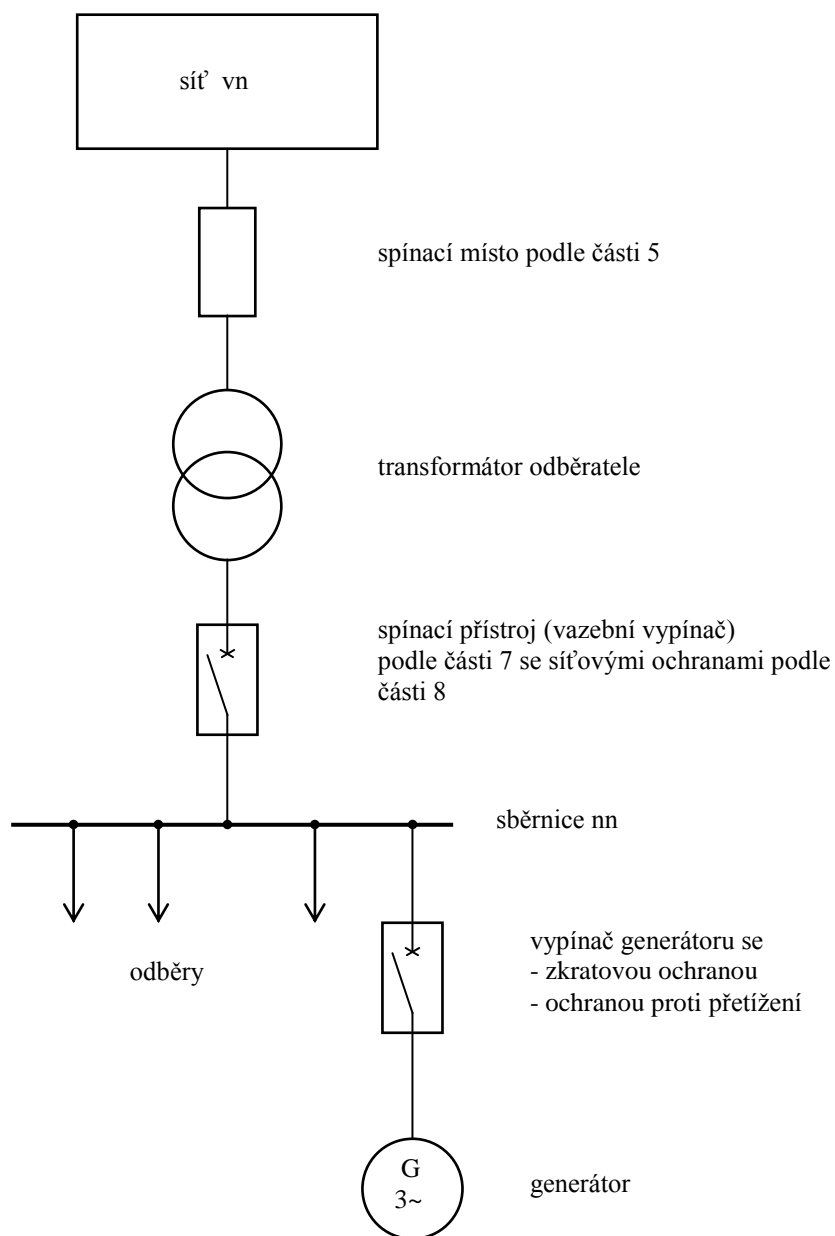 síť vn
spínací místo podle části 5
transformátor odběratele
spínací přístroj (vazební vypínač)
podle části 7 se síťovými ochranami podle
části 8
sběrnice nn
odběry
vypínač generátoru se
- zkratovou ochranou
- ochranou proti přetížení
G
3~
generátor